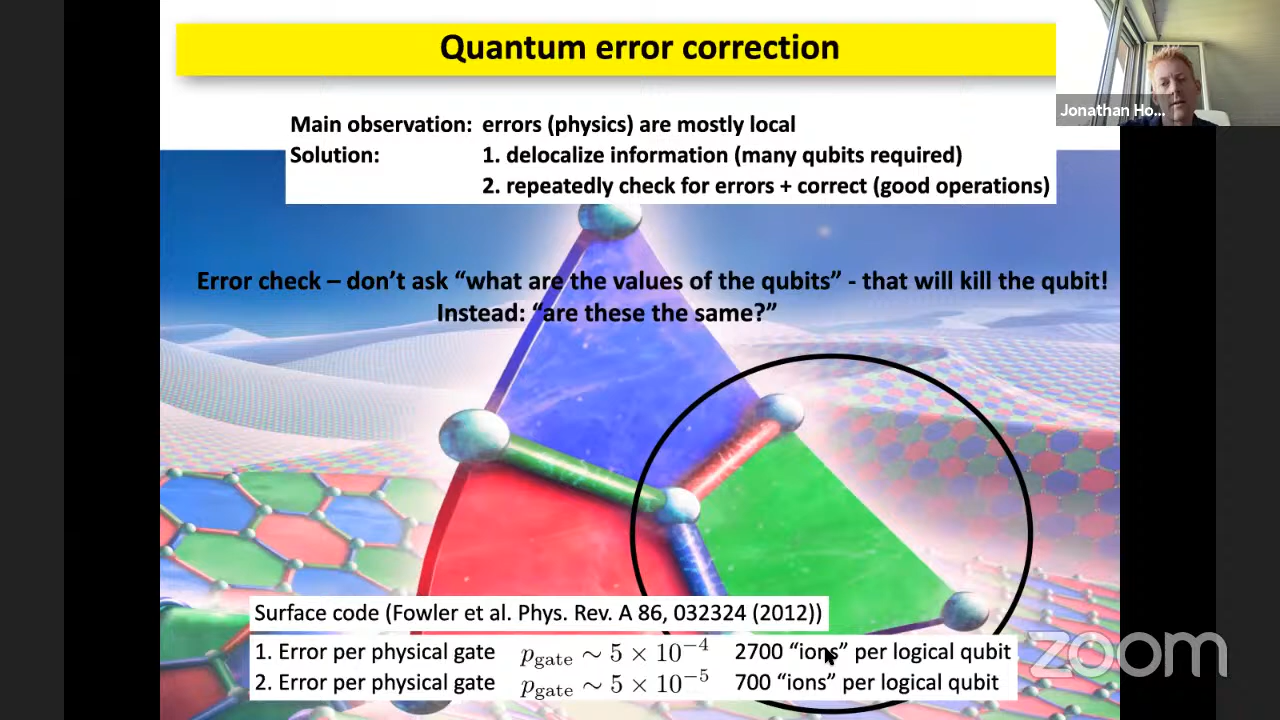 Quantum error correction
Jonathan Ho...
Main observation: errors (physics) are mostly local
Solution: 1. delocalize information (many qubits required)
2. repeatedly check for errors + correct (good operations)
Error check – don't ask “what are the values of the qubits” - that will kill the qubit!
Instead: “are these the same?”
Surface code (Fowler et al. Phys. Rev. A 86, 032324 (2012))
1. Error per physical gate p_gate ∼ 5 × 10⁻⁴ 2700 “ions” per logical qubit
2. Error per physical gate p_gate ∼ 5 × 10⁻⁵ 700 “ions” per logical qubit
zoom